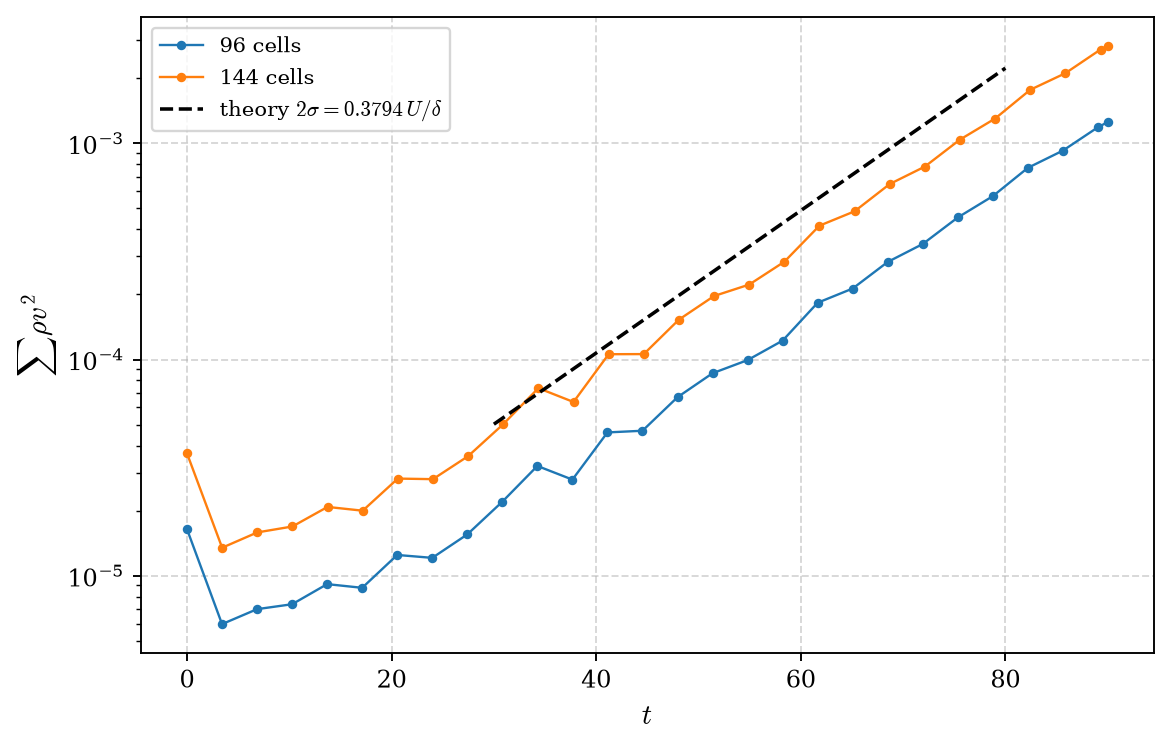 96 cells
144 cells
theory 2σ = 0.3794 U/δ
10⁻³
10⁻⁴
10⁻⁵
∑ρv²
0 20 40 60 80
t